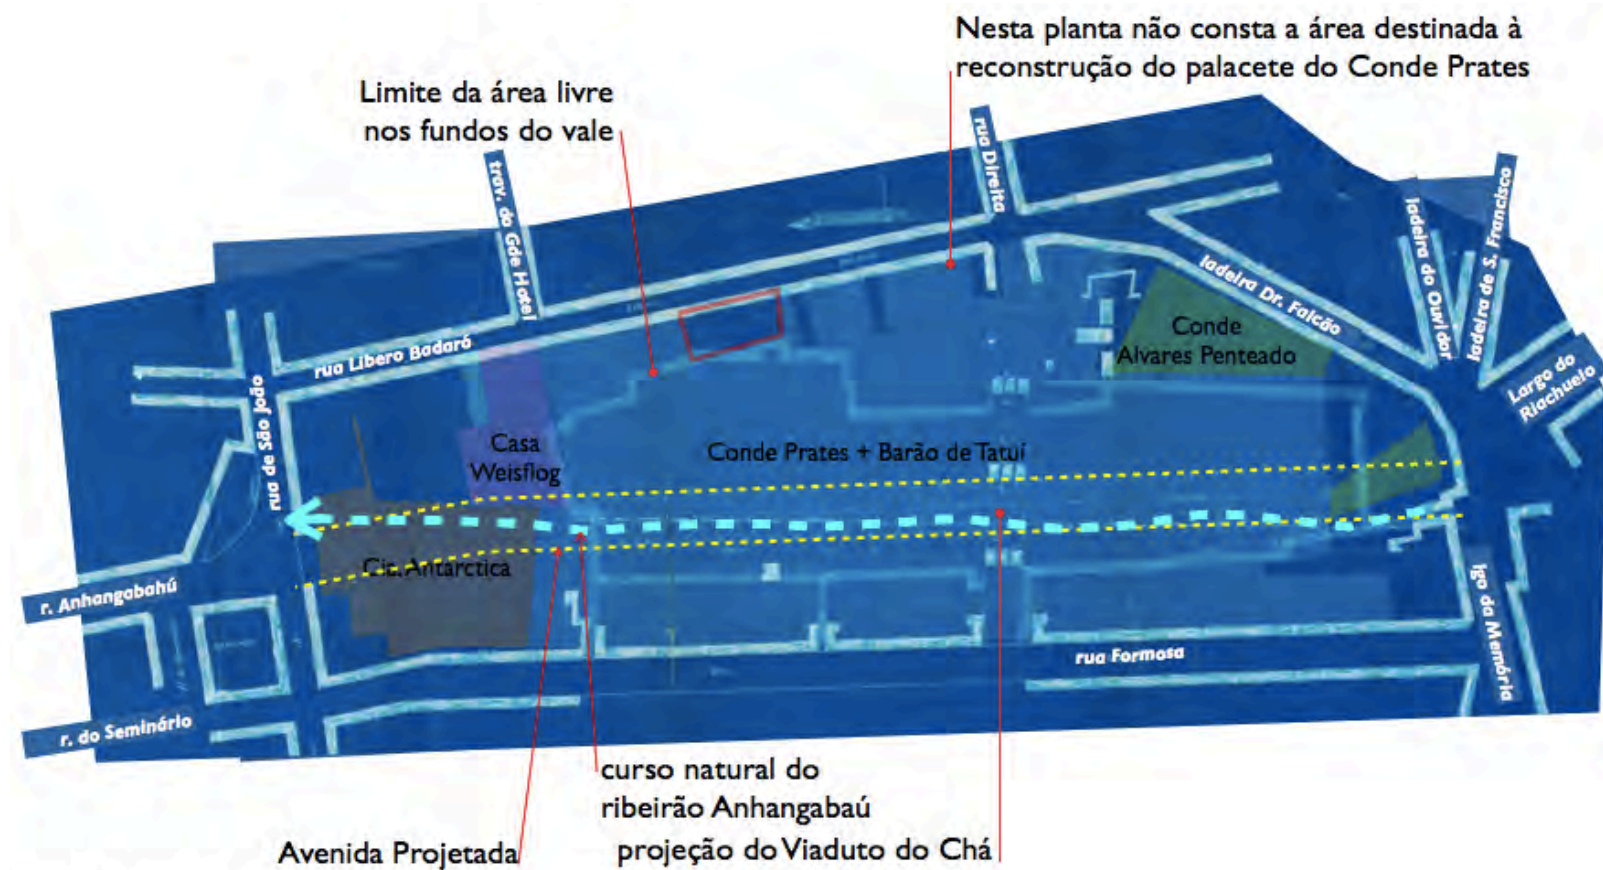 Nesta planta não consta a área destinada à
reconstrução do palacete do Conde Prates
Limite da área livre
nos fundos do vale
rua Direita
trav. do Gde Hotel
ladeira do Ouvidor
ladeira de S. Francisco
ladeira Dr. Falcão
Conde
Alvares Penteado
rua Libero Badaró
Largo do
Riachuelo
rua de São João
Casa
Weisflog
Conde Prates + Barão de Tatuí
Cia. Antarctica
r. Anhangabahú
lgo da Memória
rua Formosa
r. do Seminário
curso natural do
ribeirão Anhangabaú
projeção do Viaduto do Chá
Avenida Projetada